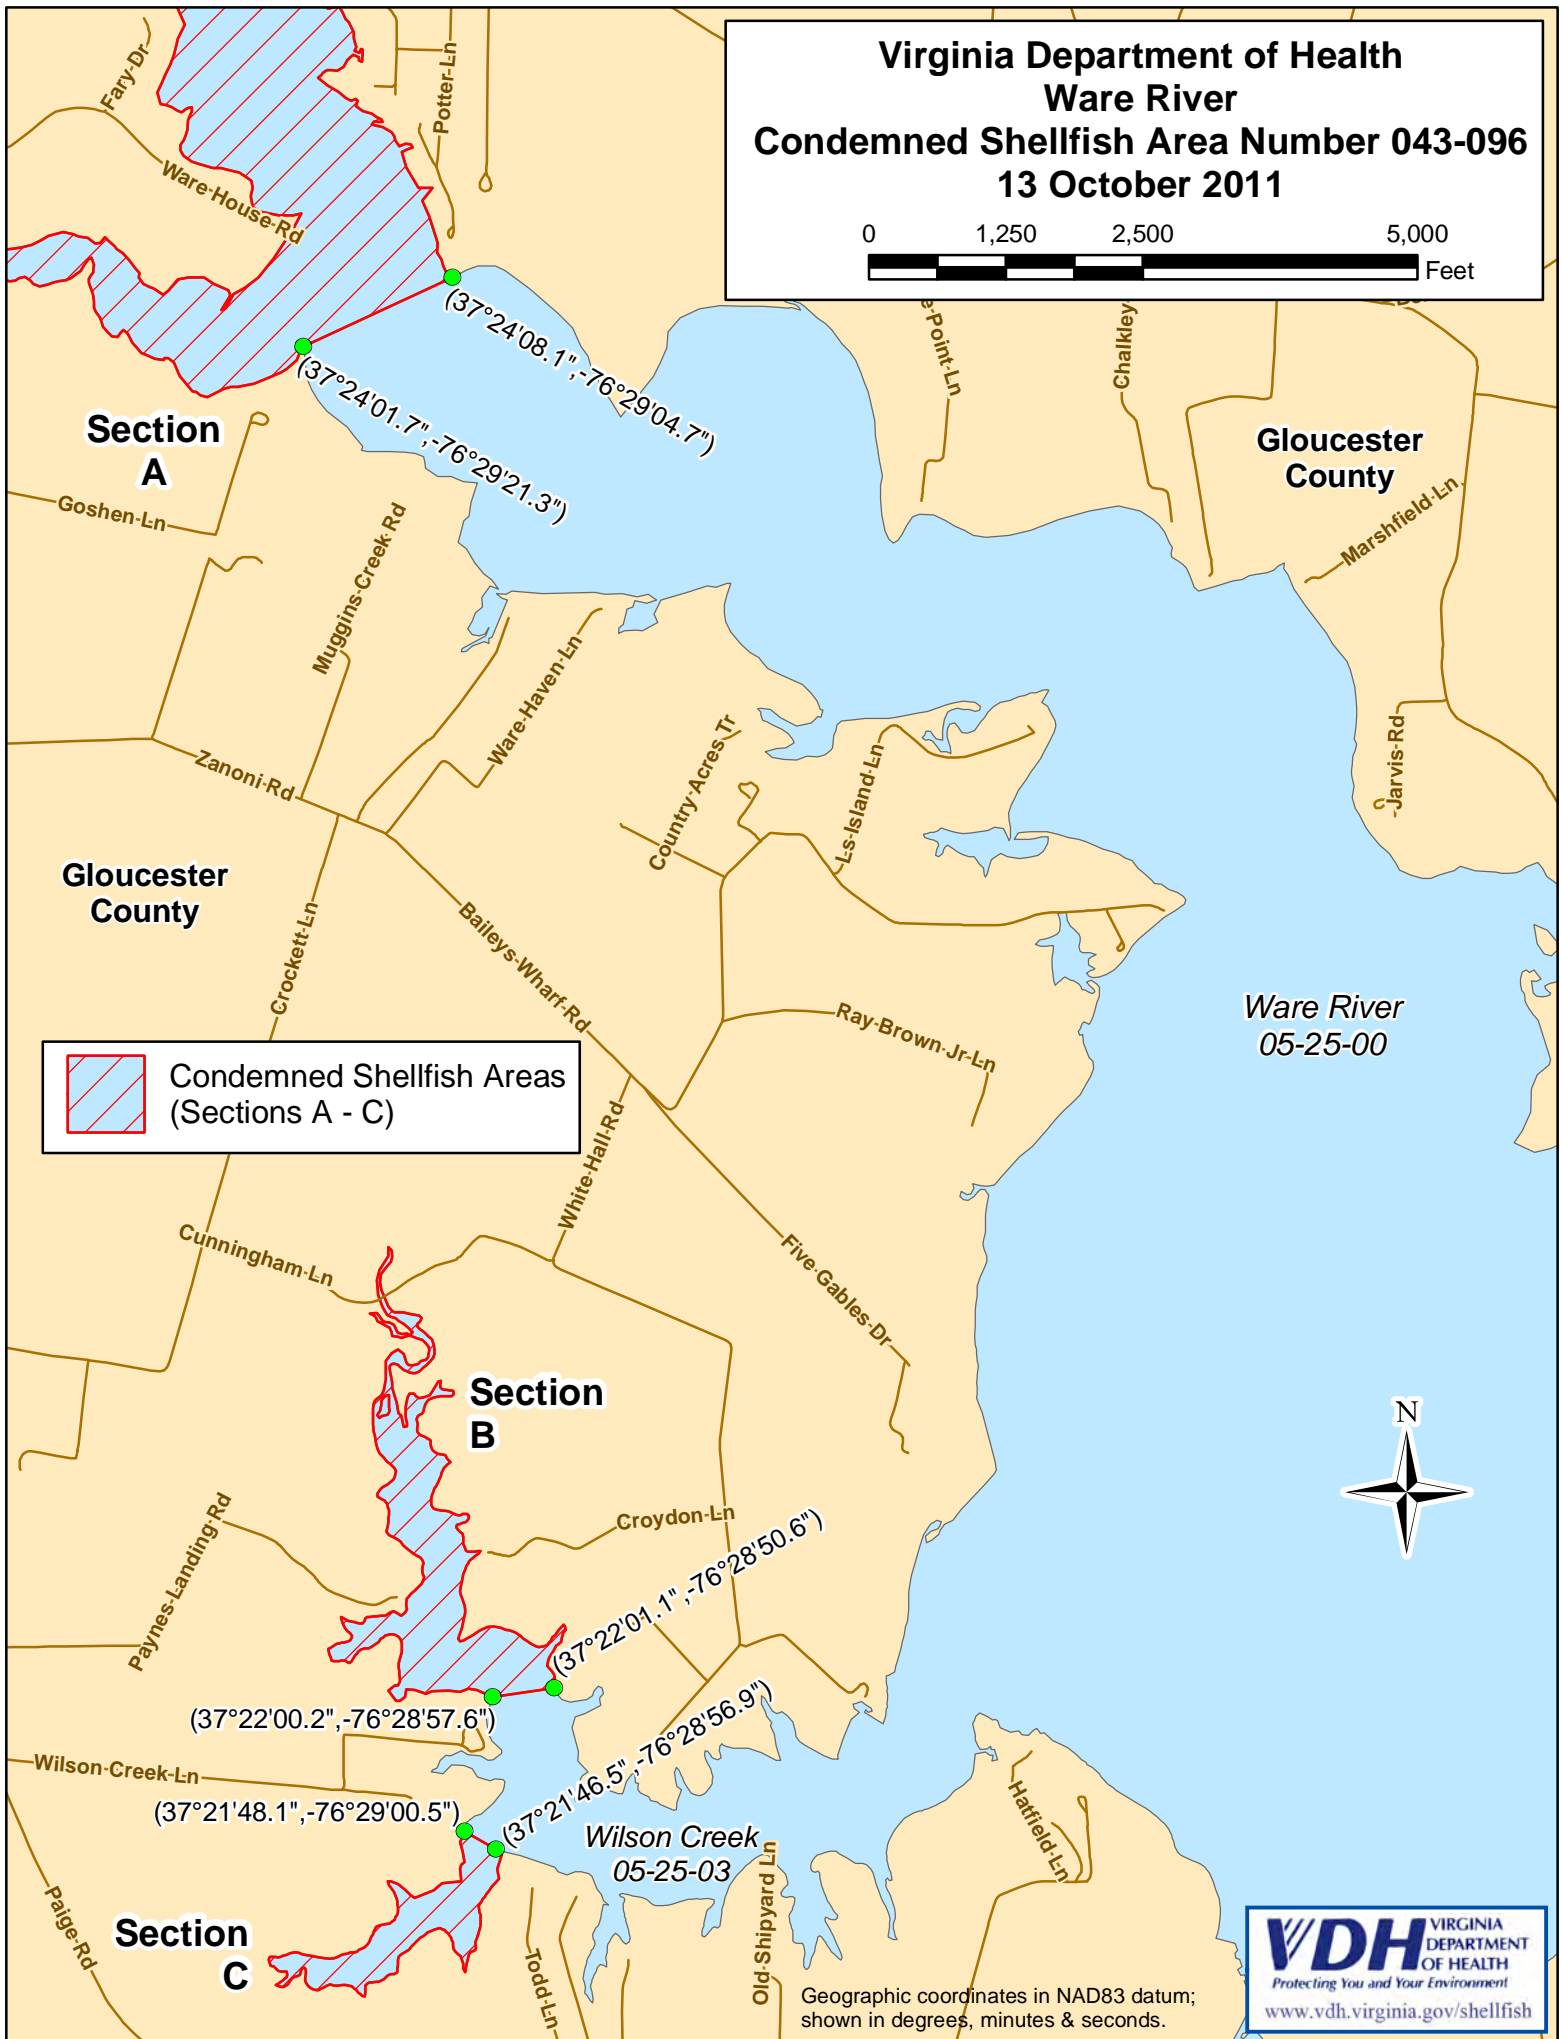 Virginia Department of Health
Ware River
Condemned Shellfish Area Number 043-096
13 October 2011
0 1,250 2,500 5,000
Feet
Fary Dr
Potter Ln
Ware House Rd
(37°24'08.1",-76°29'04.7")
(37°24'01.7",-76°29'21.3")
e Point Ln
Chalkley
Section
A
Gloucester
County
Goshen Ln
Marshfield Ln
Muggins Creek Rd
Ware Haven Ln
Zanoni Rd
Country Acres Tr
Ls Island Ln
Jarvis Rd
Gloucester
County
Crockett Ln
Baileys Wharf Rd
Ray Brown Jr Ln
Ware River
05-25-00
Condemned Shellfish Areas
(Sections A - C)
White Hall Rd
Cunningham Ln
Five Gables Dr
Section
B
N
Paynes Landing Rd
Croydon Ln
(37°22'01.1",-76°28'50.6")
(37°22'00.2",-76°28'57.6")
(37°21'46.5",-76°28'56.9")
Wilson Creek Ln
(37°21'48.1",-76°29'00.5")
Wilson Creek
05-25-03
Hatfield Ln
Old Shipyard Ln
Paige Rd
Section
C
Todd Ln
Geographic coordinates in NAD83 datum;
shown in degrees, minutes & seconds.
VDH VIRGINIA
DEPARTMENT
OF HEALTH
Protecting You and Your Environment
www.vdh.virginia.gov/shellfish